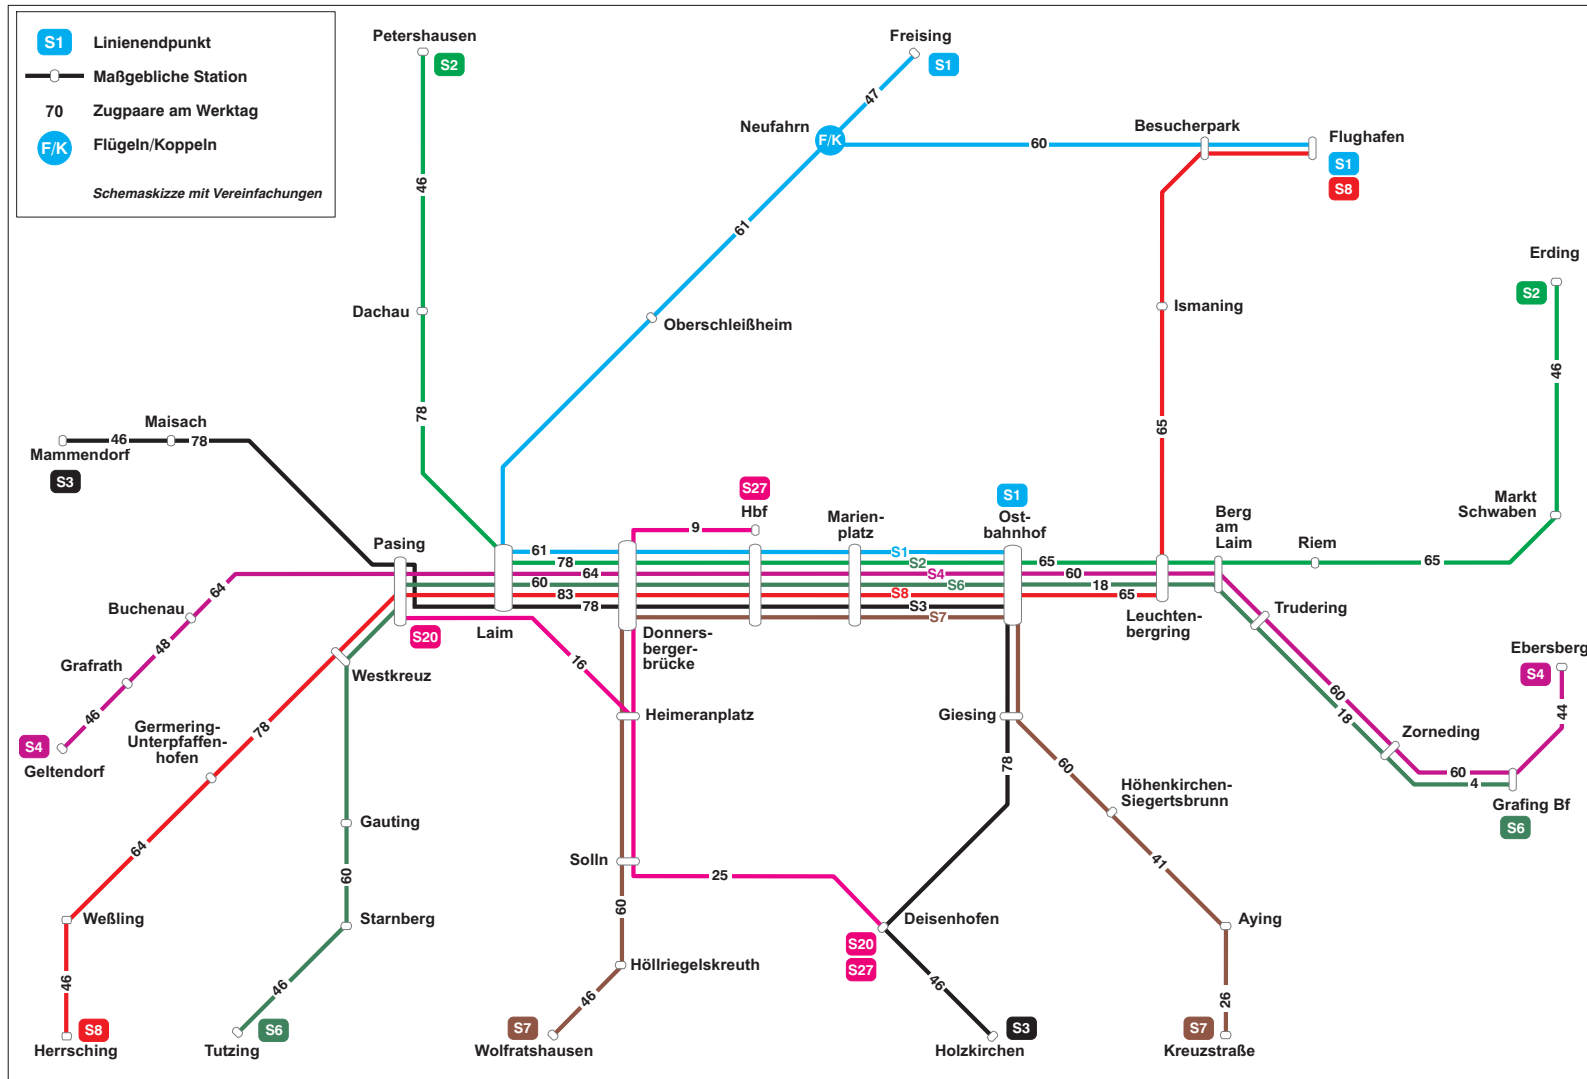 S1 Linienendpunkt
Maßgebliche Station
70 Zugpaare am Werktag
F/K Flügeln/Koppeln
Schemaskizze mit Vereinfachungen
Petershausen
S2
Freising
S1
47
Neufahrn
F/K
60
Besucherpark
Flughafen
S1
S8
46
61
Erding
S2
Dachau
Oberschleißheim
Ismaning
46
78
65
Maisach
46
78
Mammendorf
S3
S27
Hbf
9
Marien-
platz
S1
Ost-
bahnhof
Berg
am
Laim
Riem
Markt
Schwaben
Pasing
61
S1
78
S2
65
65
64
S4
60
60
S6
18
83
S8
65
78
S3
S7
64
Buchenau
S20
Laim
Donners-
berger-
brücke
Leuchten-
bergring
Trudering
48
Grafrath
46
S4
Geltendorf
Westkreuz
16
Heimeranplatz
Giesing
60
18
Ebersberg
S4
44
Germering-
Unterpfaffen-
hofen
78
78
60
Zorneding
60
4
Grafing Bf
S6
Höhenkirchen-
Siegertsbrunn
Gauting
64
60
Solln
25
41
60
Weßling
Starnberg
Deisenhofen
S20
S27
Aying
Höllriegelskreuth
46
46
46
46
26
S8
Herrsching
S6
Tutzing
S7
Wolfratshausen
S3
Holzkirchen
S7
Kreuzstraße